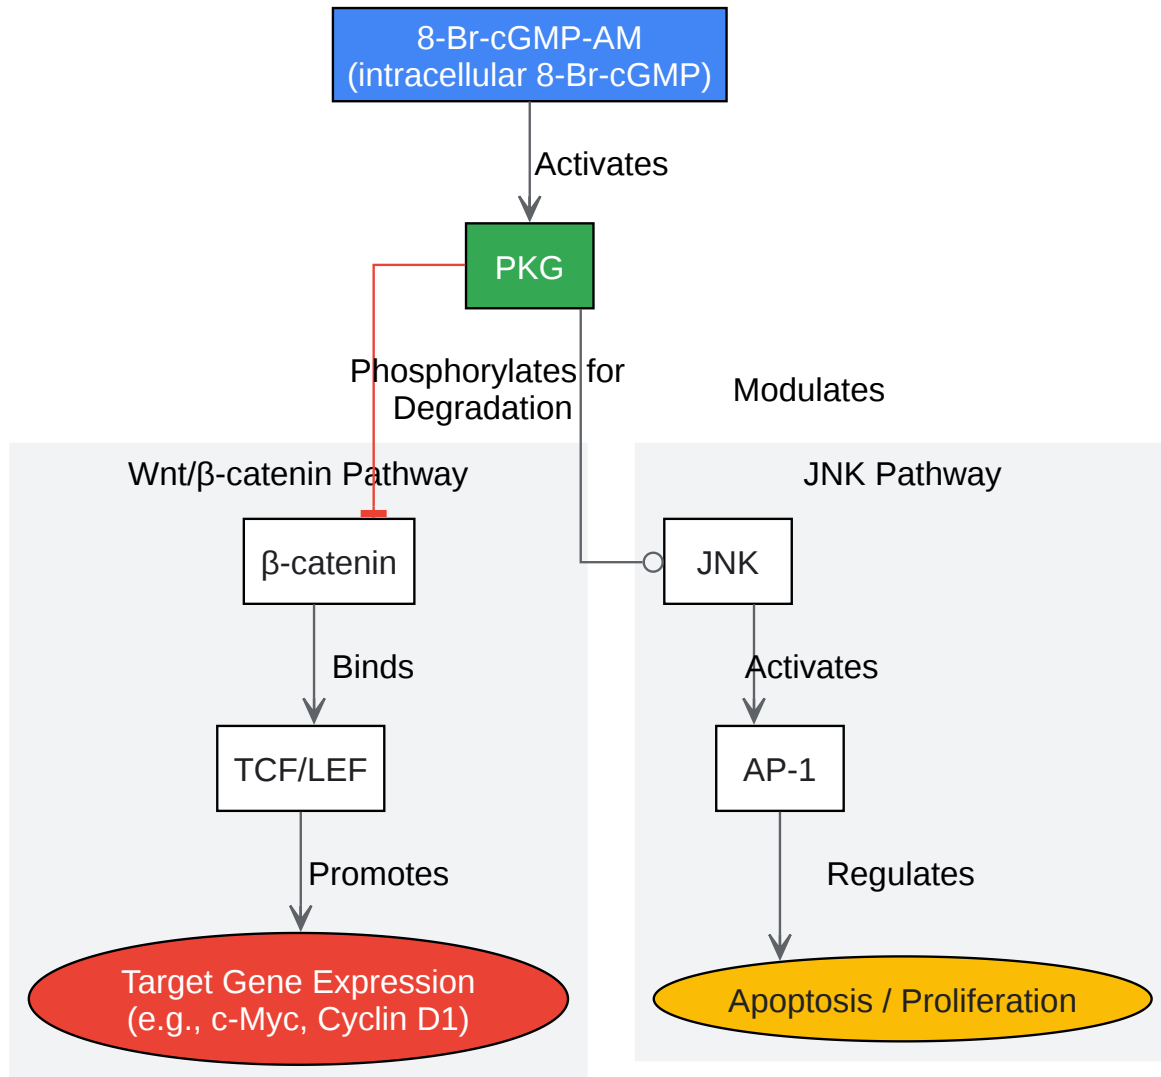 8-Br-cGMP-AM
(intracellular 8-Br-cGMP)
Activates
PKG
Phosphorylates for
Degradation
Modulates
Wnt/β-catenin Pathway
JNK Pathway
β-catenin
JNK
Binds
Activates
TCF/LEF
AP-1
Promotes
Regulates
Target Gene Expression
(e.g., c-Myc, Cyclin D1)
Apoptosis / Proliferation